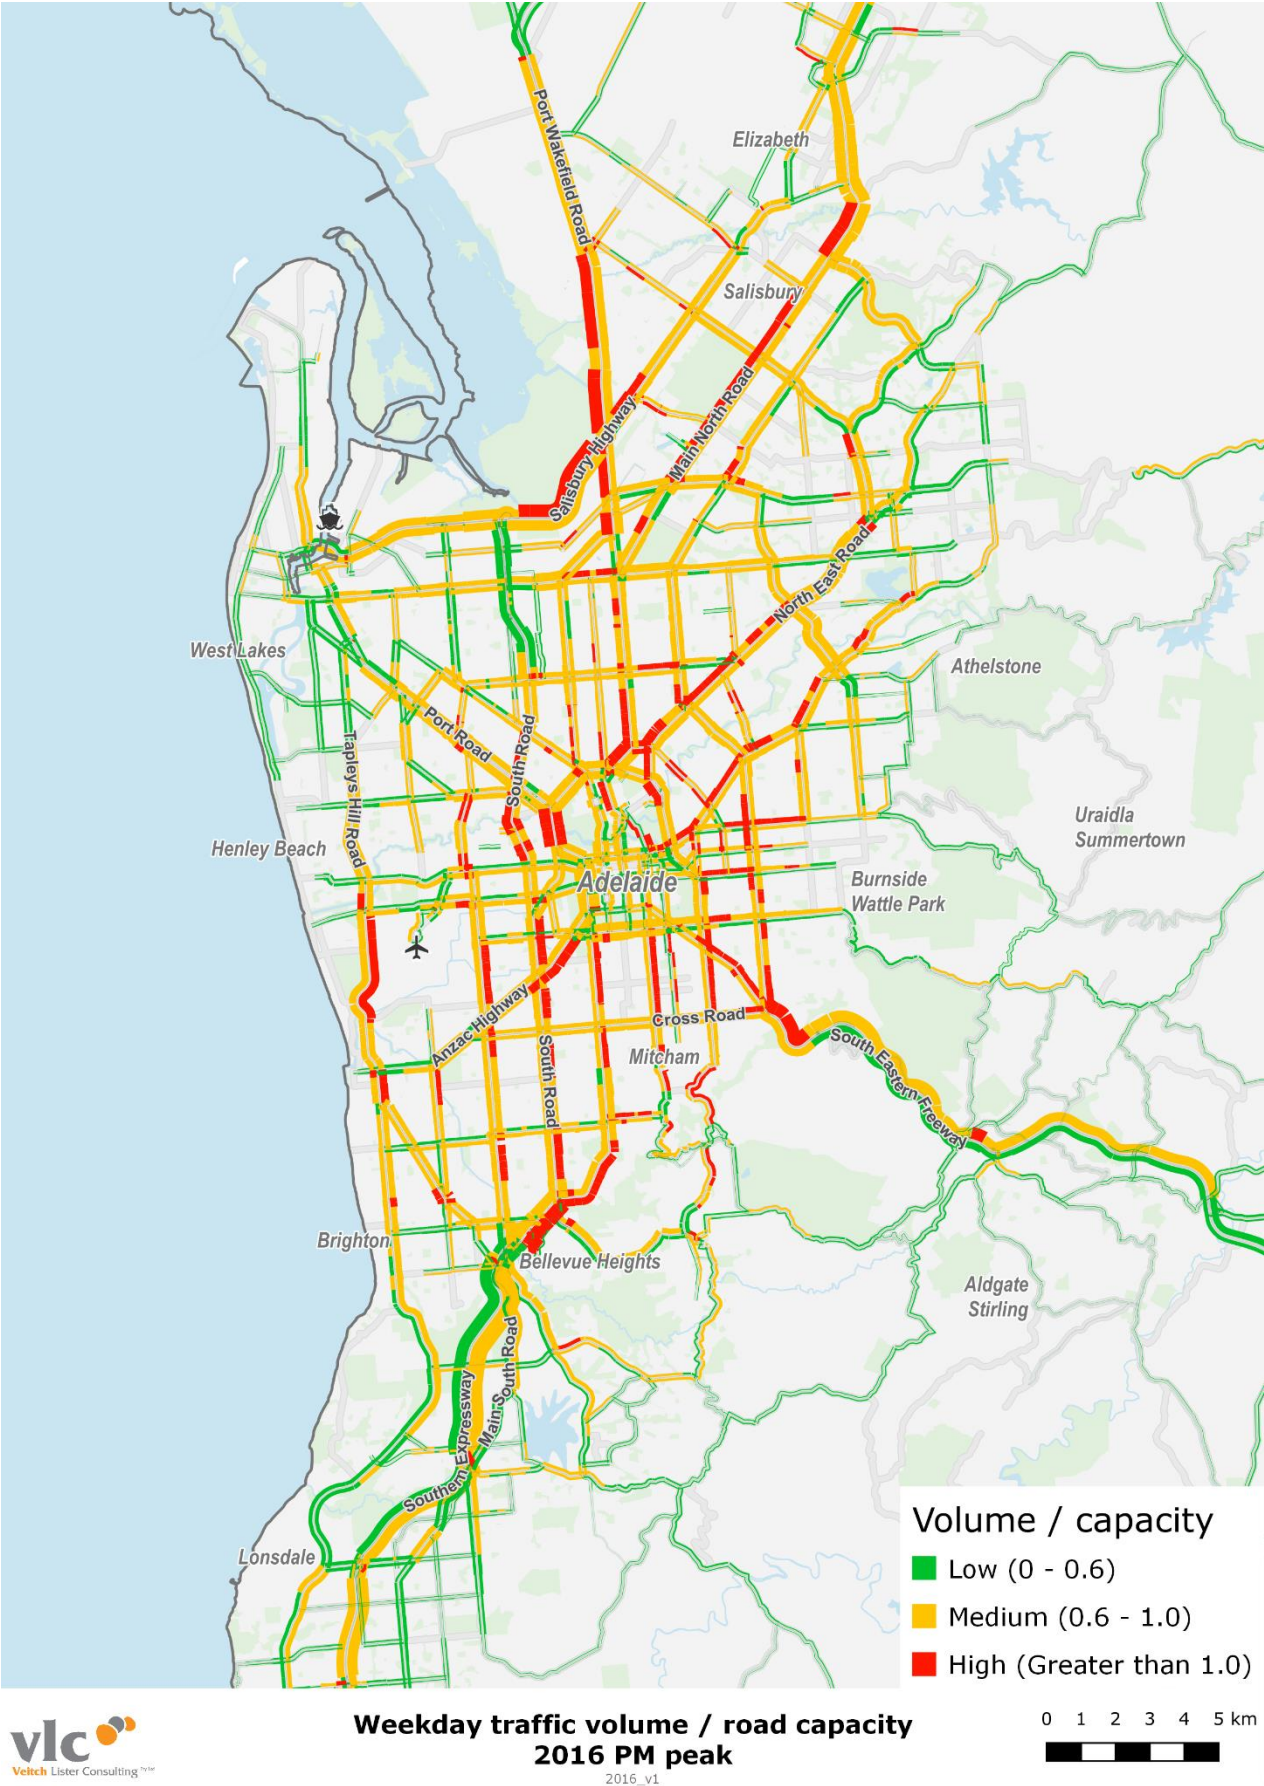 Port Wakefield Road
Elizabeth
Salisbury
Salisbury Highway
Main North Road
North East Road
West Lakes
Athelstone
Port Road
South Road
Tapleys Hill Road
Uraidla
Summertown
Henley Beach
Adelaide
Burnside
Wattle Park
Anzac Highway
Cross Road
South Road
Mitcham
South Eastern Freeway
Brighton
Bellevue Heights
Aldgate
Stirling
Main South Road
Southern Expressway
Lonsdale
Volume / capacity
Low (0 - 0.6)
Medium (0.6 - 1.0)
High (Greater than 1.0)
vlc
Veitch Lister Consulting
Weekday traffic volume / road capacity
2016 PM peak
2016_v1
0 1 2 3 4 5 km